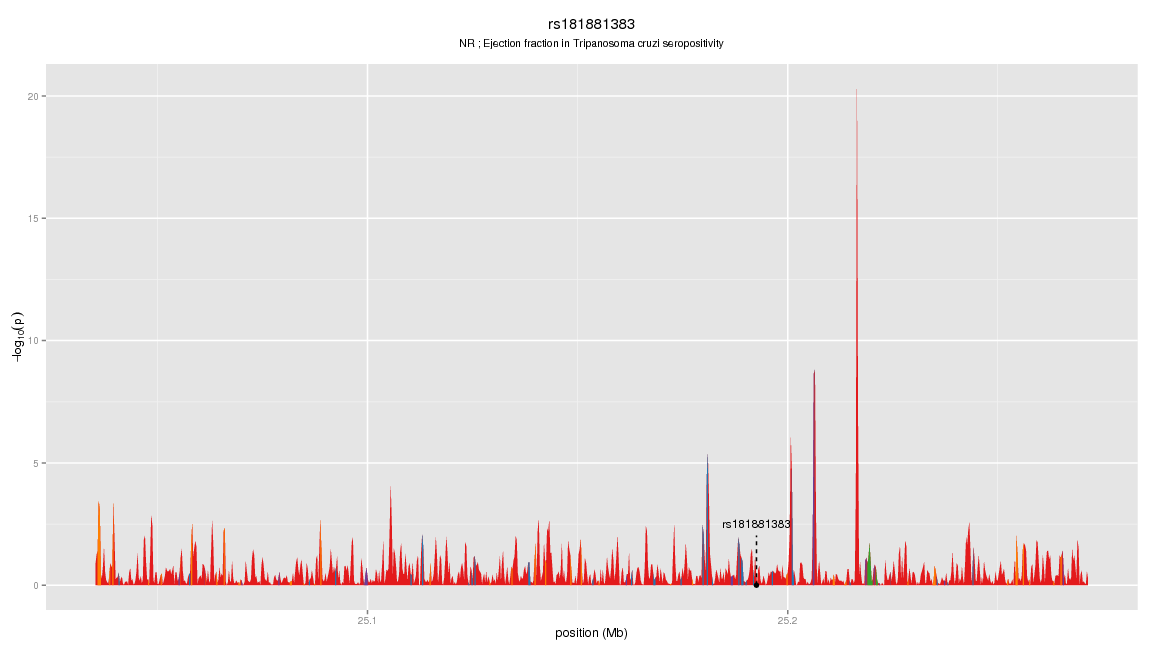 rs181881383
NR ; Ejection fraction in Tripanosoma cruzi seropositivity
20
15
10
5
0
−log10(p)
rs181881383
25.1
25.2
position (Mb)